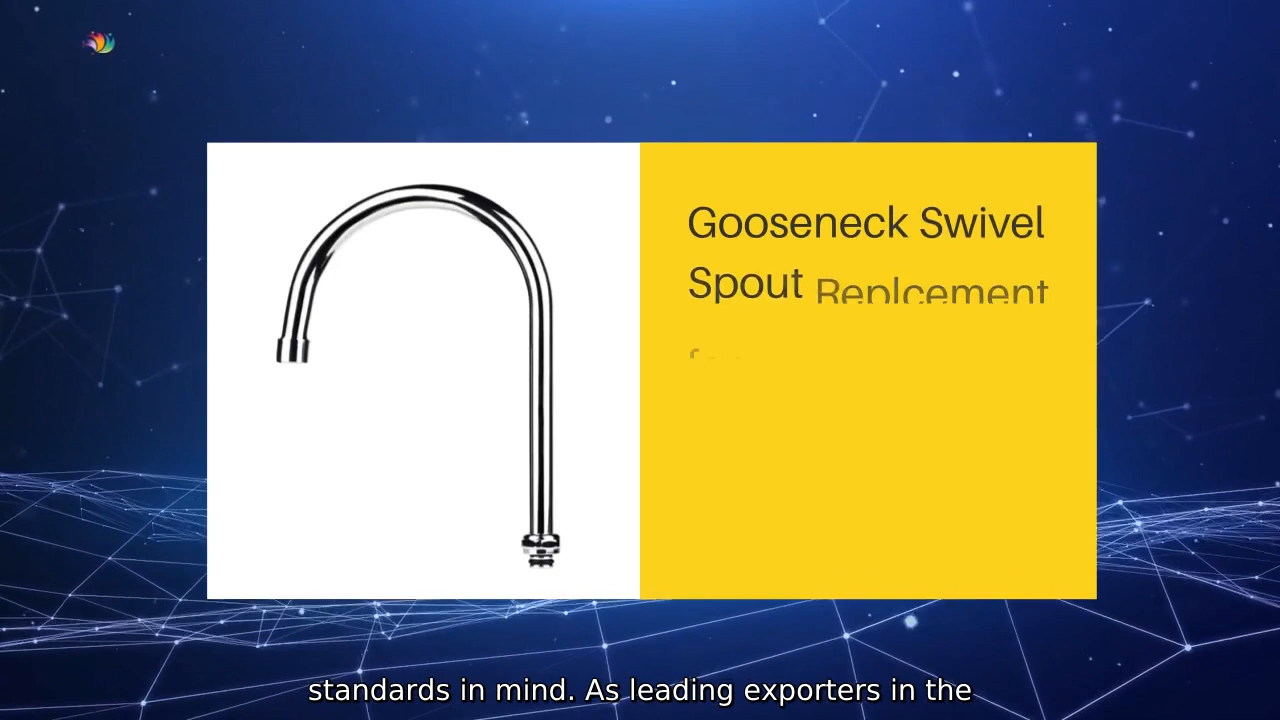 Gooseneck Swivel
Spout Replcement
standards in mind. As leading exporters in the